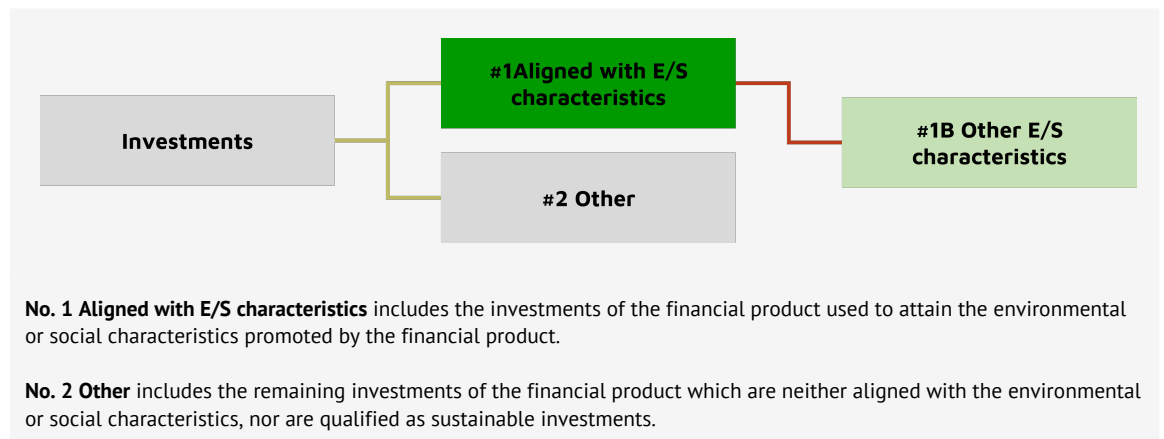 #1Aligned with E/S
characteristics
Investments
#1B Other E/S
characteristics
#2 Other
No. 1 Aligned with E/S characteristics includes the investments of the financial product used to attain the environmental
or social characteristics promoted by the financial product.
No. 2 Other includes the remaining investments of the financial product which are neither aligned with the environmental
or social characteristics, nor are qualified as sustainable investments.